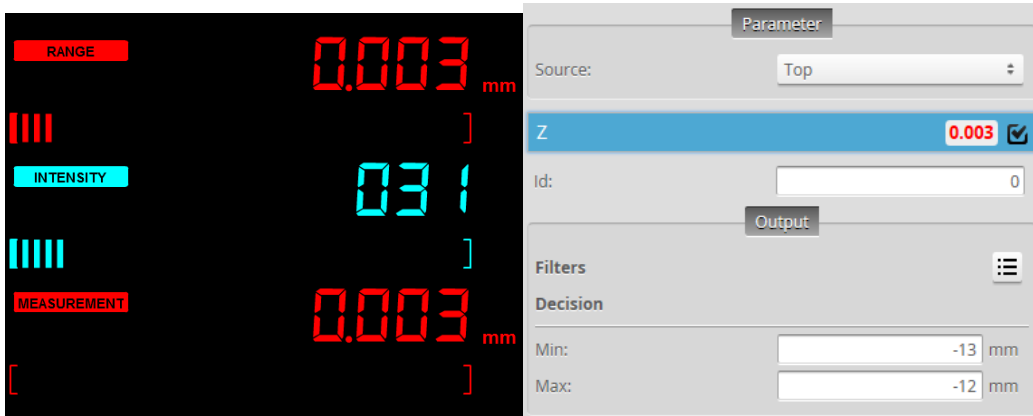 RANGE
0.003 mm
INTENSITY
031
MEASUREMENT
0.003 mm
Parameter
Source: Top
Z 0.003
Id: 0
Output
Filters
Decision
Min: -13 mm
Max: -12 mm